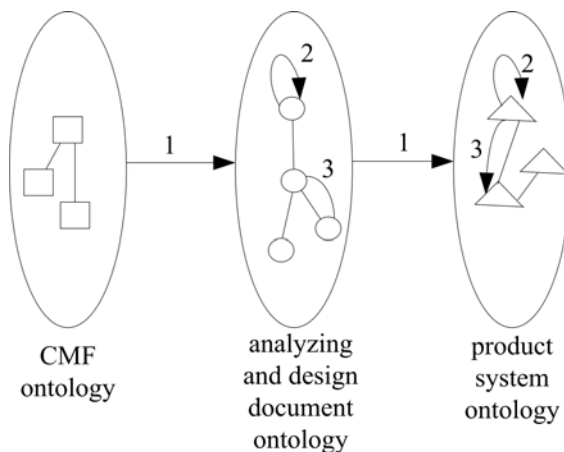 2
2
3
3
1
1
CMF
ontology
analyzing
and design
document
ontology
product
system
ontology